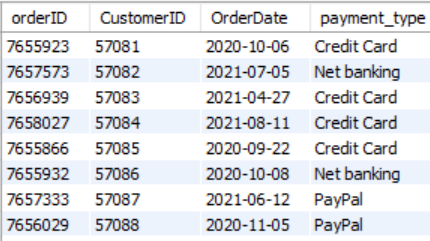 orderID CustomerID OrderDate payment_type
7655923 57081 2020-10-06 Credit Card
7657573 57082 2021-07-05 Net banking
7656939 57083 2021-04-27 Credit Card
7658027 57084 2021-08-11 Credit Card
7655866 57085 2020-09-22 Credit Card
7655932 57086 2020-10-08 Net banking
7657333 57087 2021-06-12 PayPal
7656029 57088 2020-11-05 PayPal